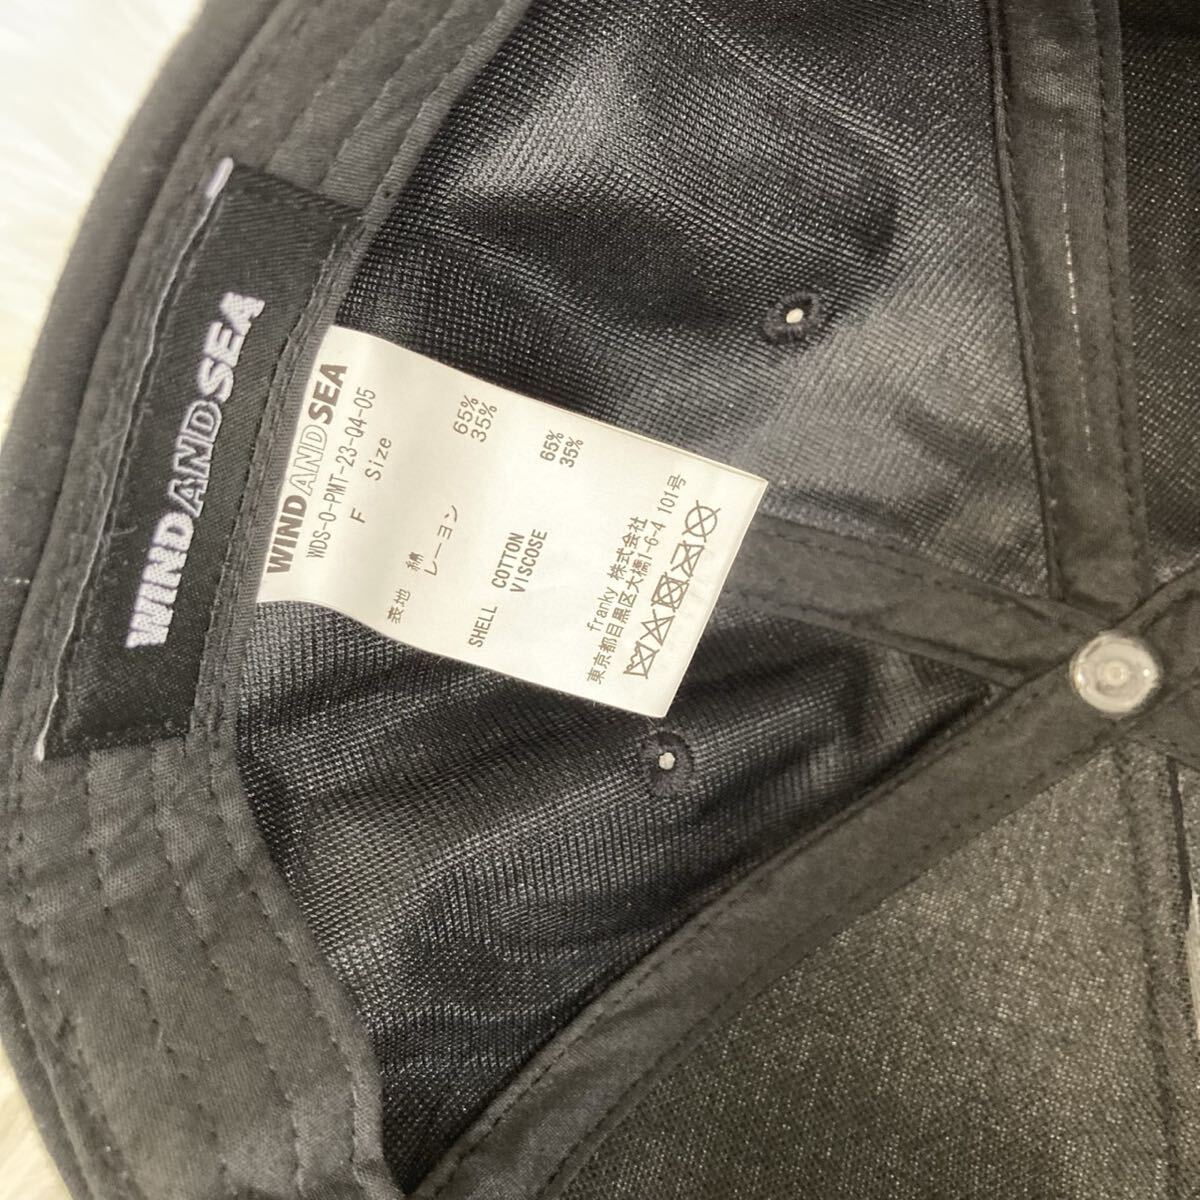 WINDANDSEA
WINDANDSEA
WDS-O-PMT-23-04-05
F Size
表地 綿 65%
レーヨン 35%
SHELL COTTON 65%
VISCOSE 35%
franky 株式会社
東京都目黒区大橋1-6-4 101号